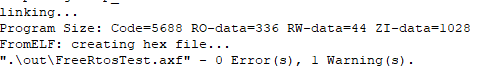 linking...
Program Size: Code=5688 RO-data=336 RW-data=44 ZI-data=1028
FromELF: creating hex file...
".\out\FreeRtosTest.axf" - 0 Error(s), 1 Warning(s).